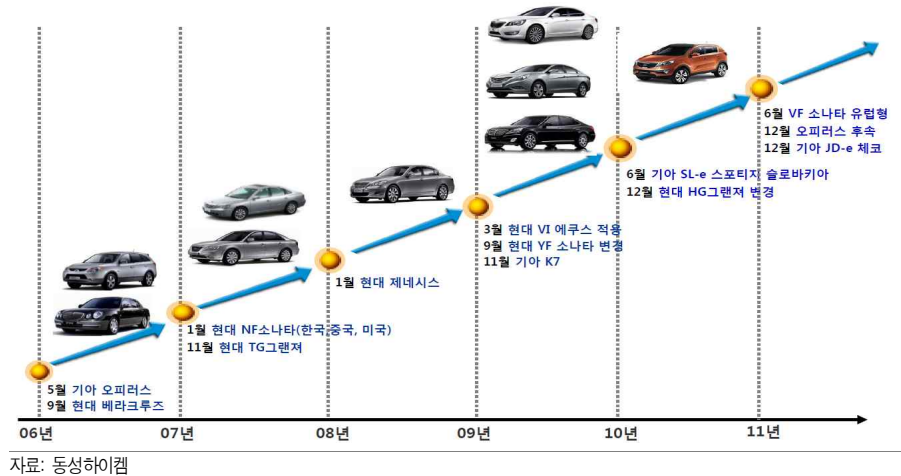 6월 VF 소나타 유럽형
12월 오피러스 후속
12월 기아 JD-e 체코
6월 기아 SL-e 스포티지 슬로바키아
12월 현대 HG그랜져 변경
3월 현대 VI 에쿠스 적용
9월 현대 YF 소나타 변경
11월 기아 K7
1월 현대 제네시스
1월 현대 NF소나타(한국,중국, 미국)
11월 현대 TG그랜져
5월 기아 오피러스
9월 현대 베라크루즈
06년 07년 08년 09년 10년 11년
자료: 동성하이켐